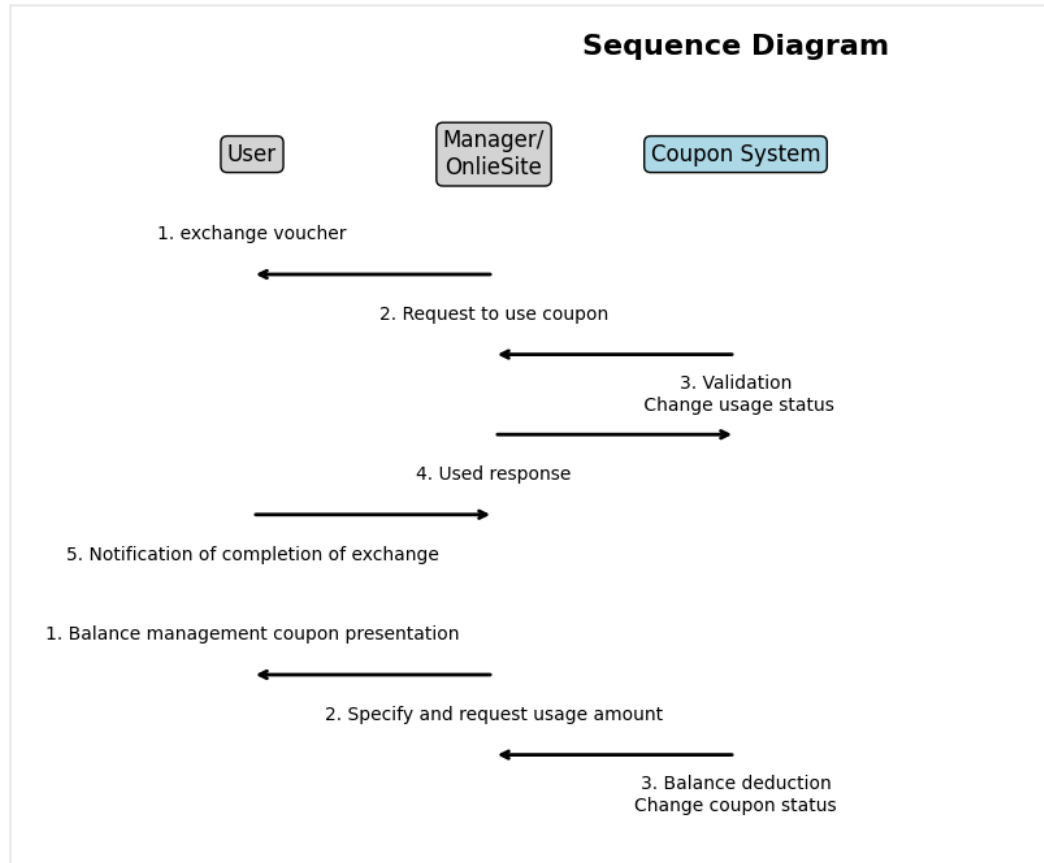 Sequence Diagram
User
Manager/
OnlieSite
Coupon System
1. exchange voucher
2. Request to use coupon
3. Validation
Change usage status
4. Used response
5. Notification of completion of exchange
1. Balance management coupon presentation
2. Specify and request usage amount
3. Balance deduction
Change coupon status